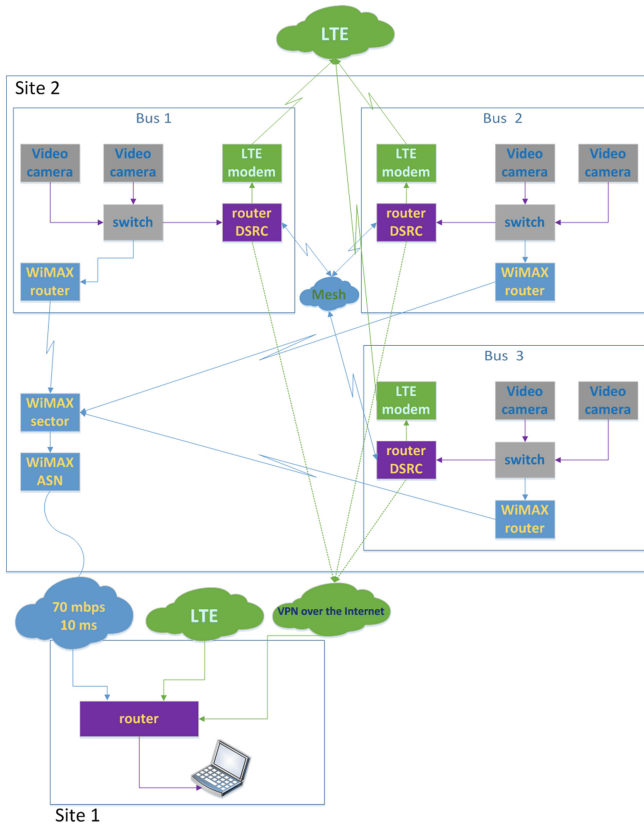 LTE
Site 2
Bus 1
Video
camera
Video
camera
LTE
modem
switch
router
DSRC
WiMAX
router
Bus 2
LTE
modem
Video
camera
Video
camera
router
DSRC
switch
WiMAX
router
Mesh
Bus 3
LTE
modem
Video
camera
Video
camera
router
DSRC
switch
WiMAX
router
WiMAX
sector
WiMAX
ASN
70 mbps
10 ms
LTE
VPN over the Internet
router
Site 1